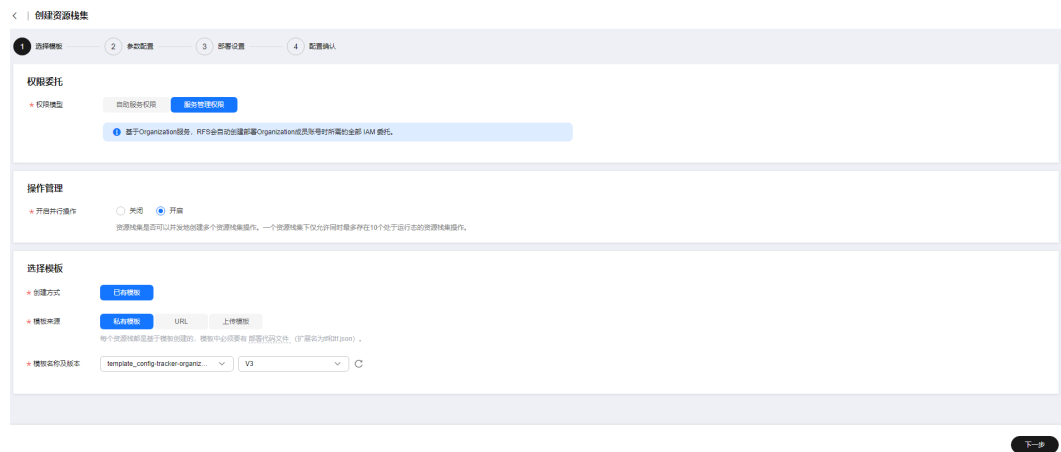 < | 创建资源栈集
1 选择模板 2 参数配置 3 部署设置 4 配置确认
权限委托
* 权限模型 自助服务权限 服务管理权限
基于Organization服务，RFS会自动创建部署Organization成员账号时所需的全部 IAM 委托。
操作管理
* 开启并行操作 关闭 开启
资源栈集是否可以并发地创建多个资源栈集操作。一个资源栈集下仅允许同时最多存在10个处于运行态的资源栈集操作。
选择模板
* 创建方式 已有模板
* 模板来源 私有模板 URL 上传模板
每个资源栈都是基于模板创建的，模板中必须要有 部署代码文件 （扩展名为tf和tf.json）。
* 模板名称及版本 template_config-tracker-organiz... V3
下一步